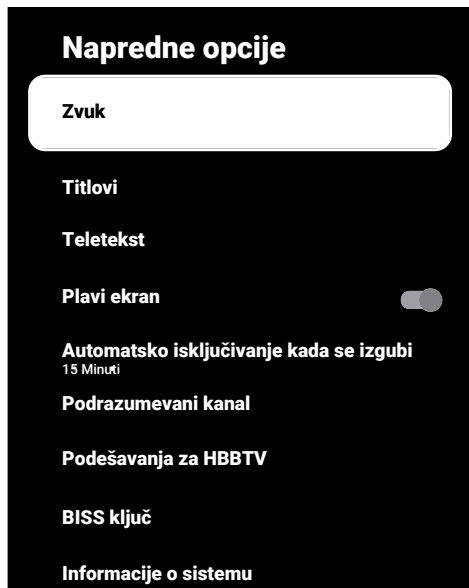 Napredne opcije
Zvuk
Titlovi
Teletekst
Plavi ekran
Automatsko isključivanje kada se izgubi
15 Minuti
Podrazumevani kanal
Podešavanja za HBBTV
BISS ključ
Informacije o sistemu